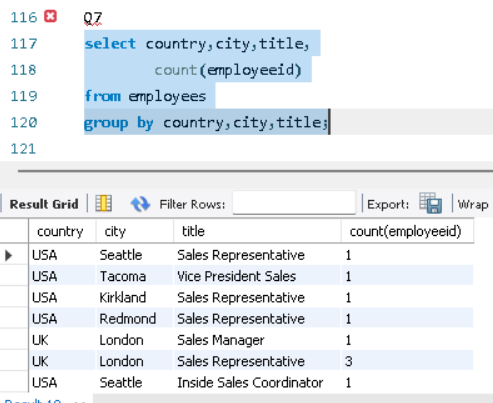 116 Q7
117 select country,city,title,
118 count(employeeid)
119 from employees
120 group by country,city,title;
121
Result Grid Filter Rows: Export: Wrap
country city title count(employeeid)
USA Seattle Sales Representative 1
USA Tacoma Vice President Sales 1
USA Kirkland Sales Representative 1
USA Redmond Sales Representative 1
UK London Sales Manager 1
UK London Sales Representative 3
USA Seattle Inside Sales Coordinator 1